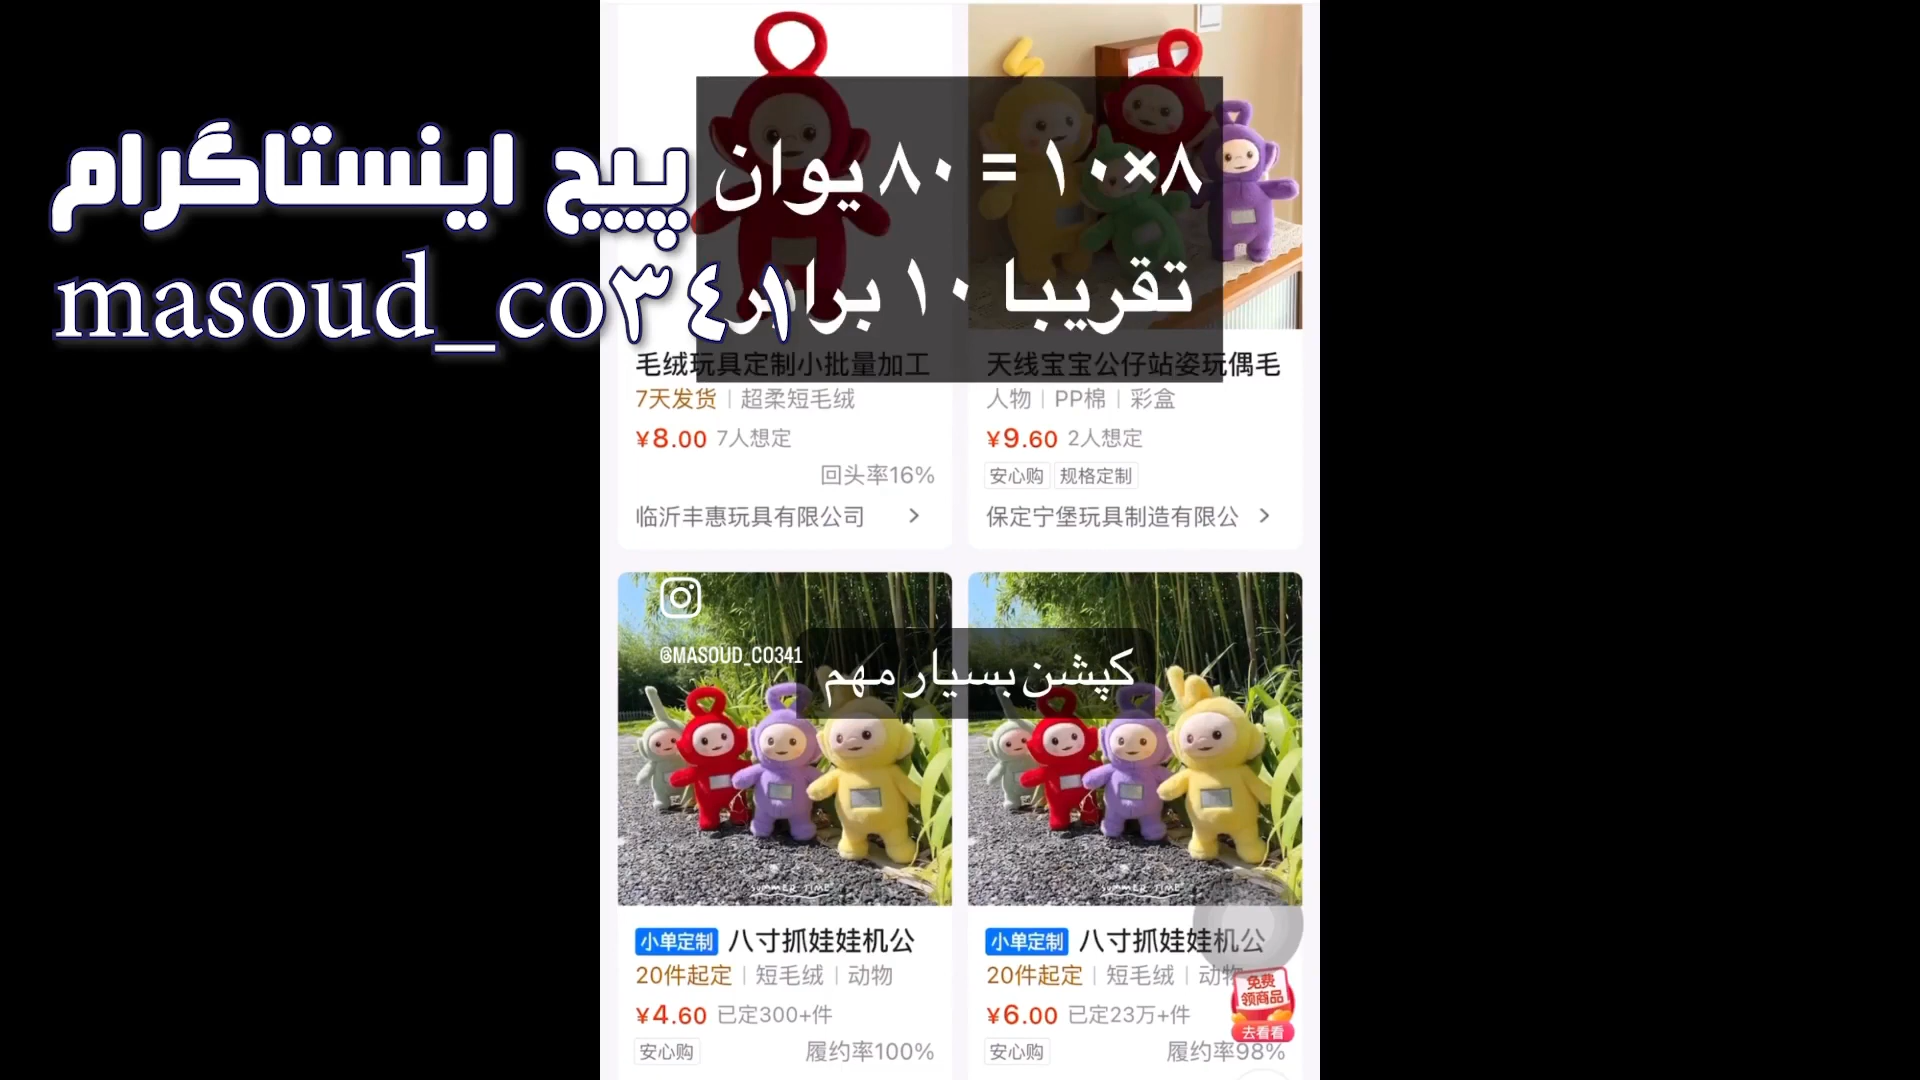 پیج اینستاگرام
masoud_co۳٤۱
۸×۱۰ = ۸۰ یوان
تقریبا ۱۰ برابر
毛绒玩具定制小批量加工
7天发货 | 超柔短毛绒
¥8.00 7人想定
回头率16%
临沂丰惠玩具有限公司 >
天线宝宝公仔站姿玩偶毛
人物 | PP棉 | 彩盒
¥9.60 2人想定
安心购 规格定制
保定宁堡玩具制造有限公 >
@MASOUD_CO341
کپشن بسیار مهم
SUMMER TIME
SUMMER TIME
小单定制 八寸抓娃娃机公
20件起定 | 短毛绒 | 动物
¥4.60 已定300+件
安心购 履约率100%
小单定制 八寸抓娃娃机公
20件起定 | 短毛绒 | 动物
¥6.00 已定23万+件
安心购 履约率98%
免费
领商品
去看看